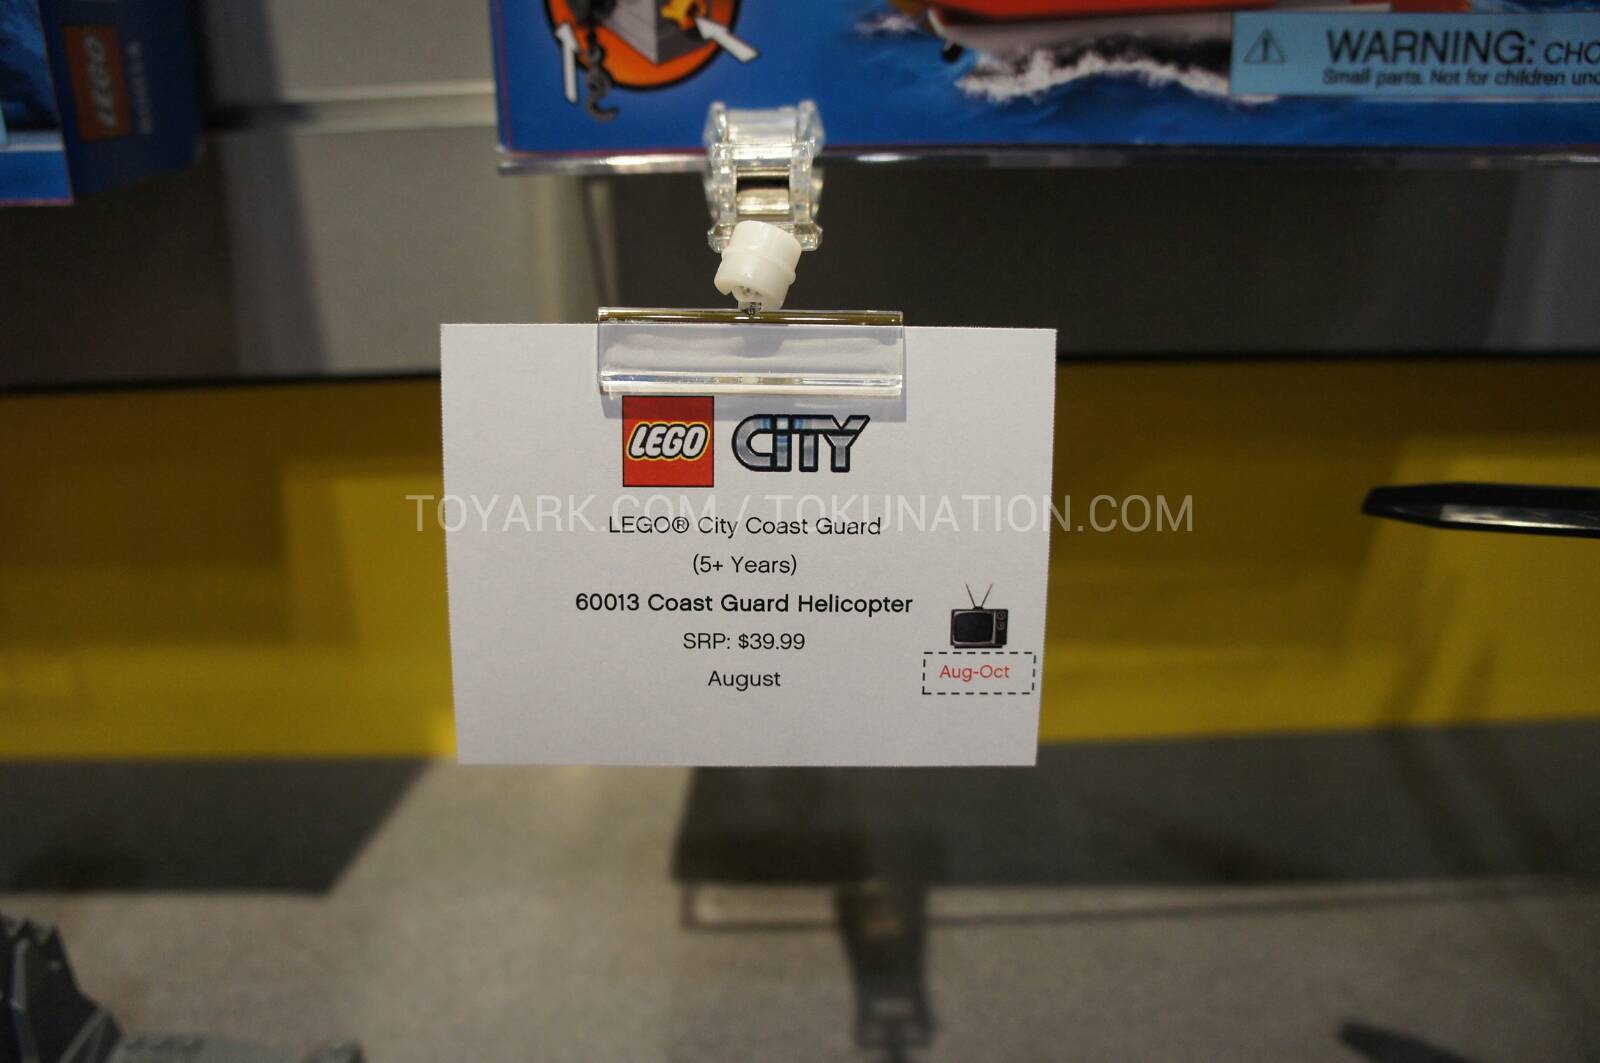 WARNING: CHO
Small parts. Not for children und
LEGO
LEGO CITY
TOYARK.COM / TOKUNATION.COM
LEGO® City Coast Guard
(5+ Years)
60013 Coast Guard Helicopter
SRP: $39.99
August
Aug-Oct